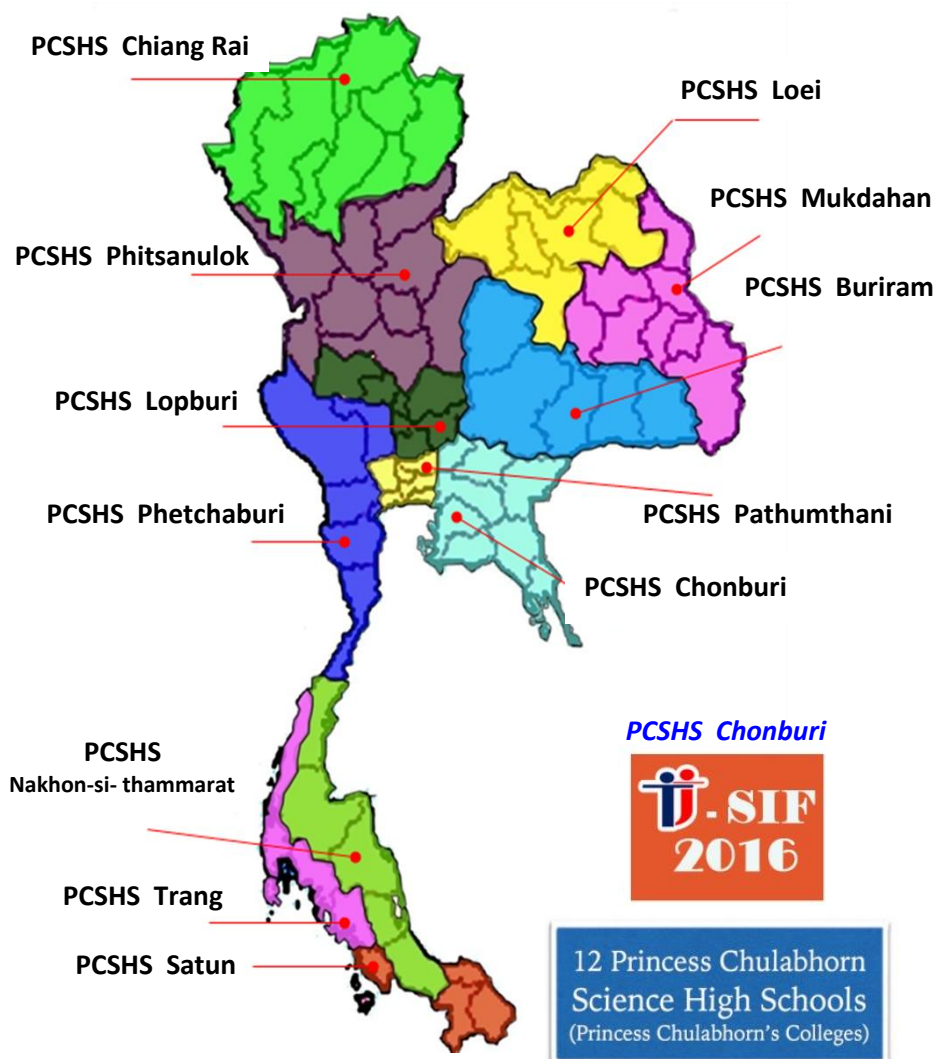 PCSHS Chiang Rai
PCSHS Loei
PCSHS Mukdahan
PCSHS Phitsanulok
PCSHS Buriram
PCSHS Lopburi
PCSHS Phetchaburi
PCSHS Pathumthani
PCSHS Chonburi
PCSHS Chonburi
PCSHS
Nakhon-si- thammarat
TJ - SIF
2016
PCSHS Trang
PCSHS Satun
12 Princess Chulabhorn
Science High Schools
(Princess Chulabhorn's Colleges)